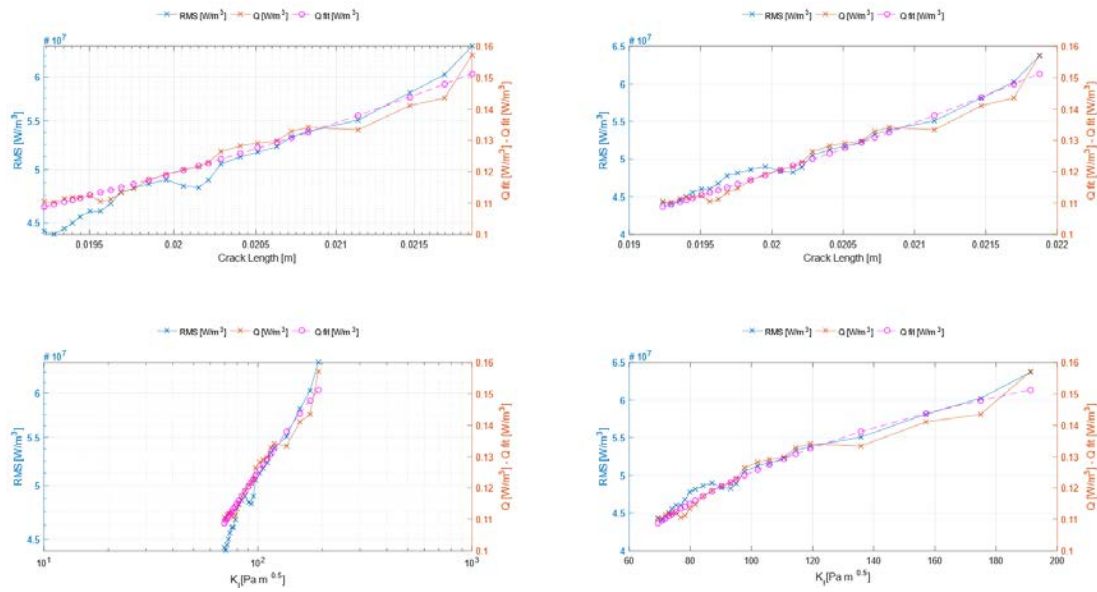 RMS [W/m³] Q [W/m³] Q fit [W/m³]
# 10⁷
6
5.5
5
4.5
RMS [W/m³]
0.16
0.15
0.14
0.13
0.12
0.11
0.1
Q [W/m³] - Q fit [W/m³]
0.0195 0.02 0.0205 0.021 0.0215
Crack Length [m]
RMS [W/m³] Q [W/m³] Q fit [W/m³]
# 10⁷
6.5
6
5.5
5
4.5
4
RMS [W/m³]
0.16
0.15
0.14
0.13
0.12
0.11
0.1
Q [W/m³] - Q fit [W/m³]
0.019 0.0195 0.02 0.0205 0.021 0.0215 0.022
Crack Length [m]
RMS [W/m³] Q [W/m³] Q fit [W/m³]
# 10⁷
6
5.5
5
4.5
RMS [W/m³]
0.16
0.15
0.14
0.13
0.12
0.11
0.1
Q [W/m³] - Q fit [W/m³]
10¹ 10² 10³
K_I[Pa m^0.5]
RMS [W/m³] Q [W/m³] Q fit [W/m³]
# 10⁷
6.5
6
5.5
5
4.5
4
RMS [W/m³]
0.16
0.15
0.14
0.13
0.12
0.11
0.1
Q [W/m³] - Q fit [W/m³]
60 80 100 120 140 160 180 200
K_I[Pa m^0.5]